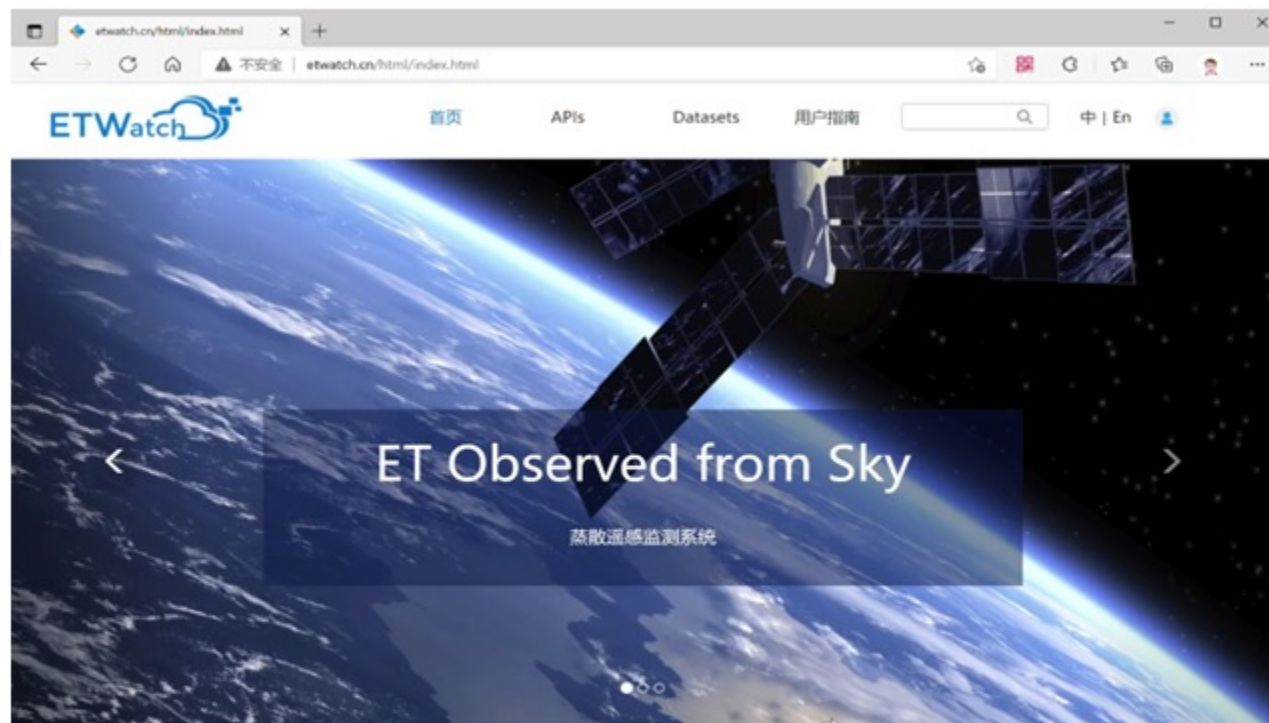 etwatch.cn/html/index.html
不安全 | etwatch.cn/html/index.html
ETWatch 首页 APIs Datasets 用户指南 中 | En
ET Observed from Sky
蒸散遥感监测系统